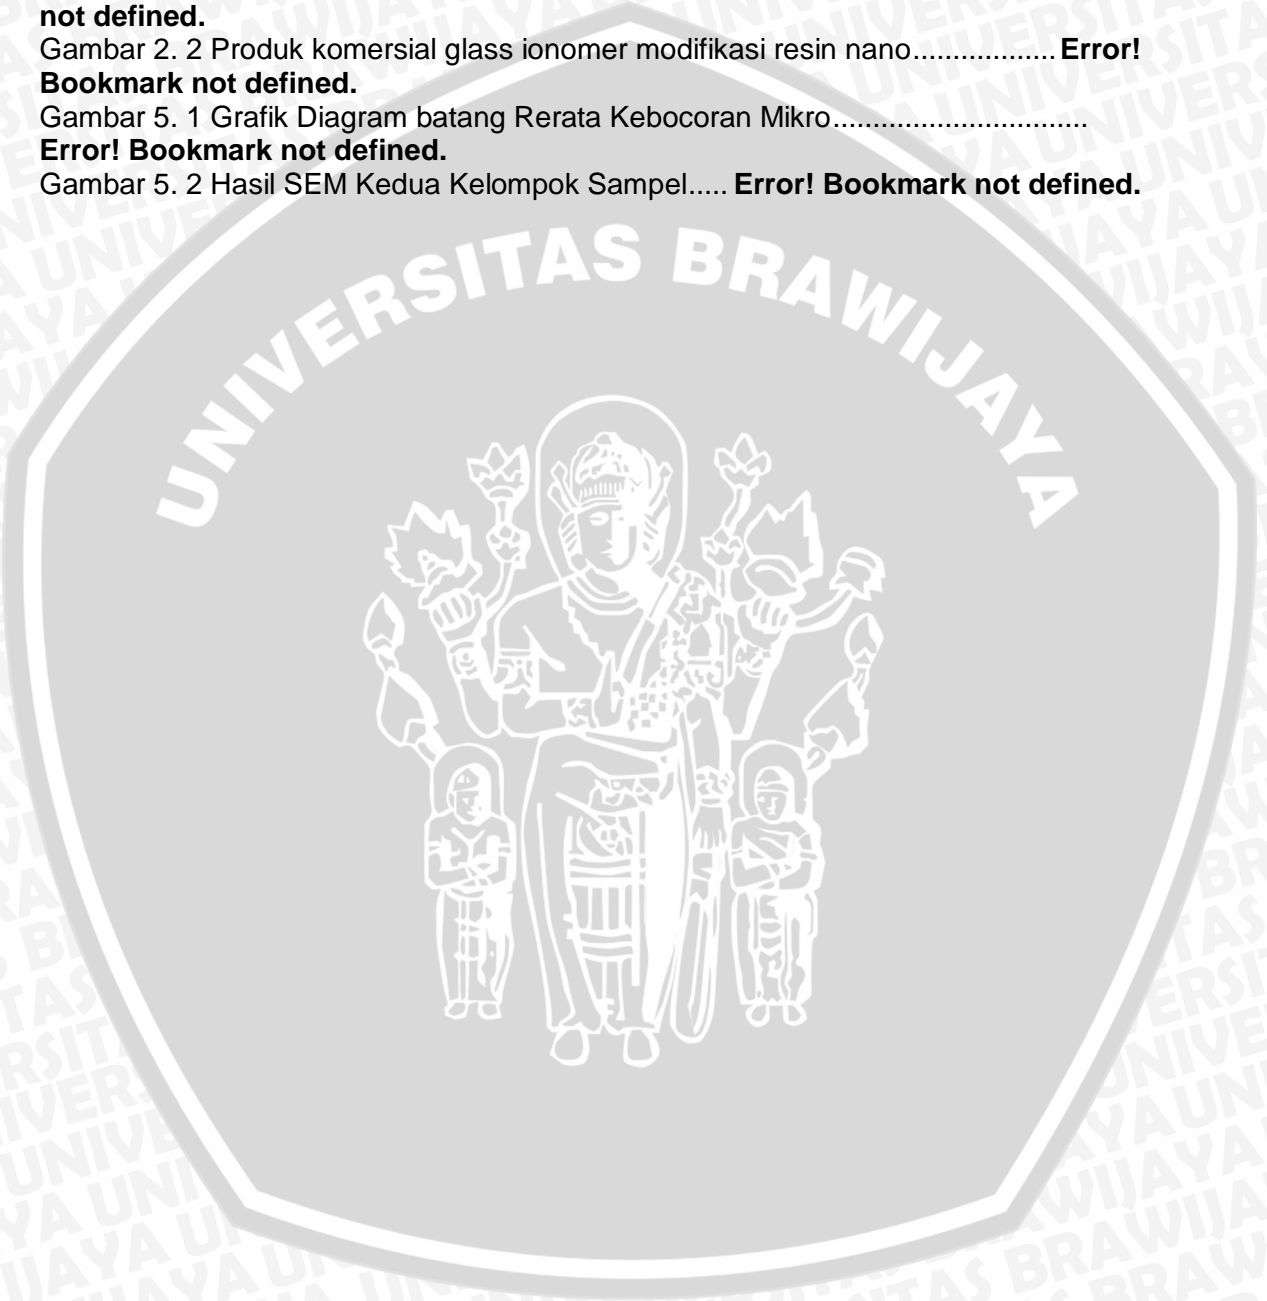 not defined.
Gambar 2. 2 Produk komersial glass ionomer modifikasi resin nano.................. Error!
Bookmark not defined.
Gambar 5. 1 Grafik Diagram batang Rerata Kebocoran Mikro................................
Error! Bookmark not defined.
Gambar 5. 2 Hasil SEM Kedua Kelompok Sampel..... Error! Bookmark not defined.
UNIVERSITAS BRAWIJAYA